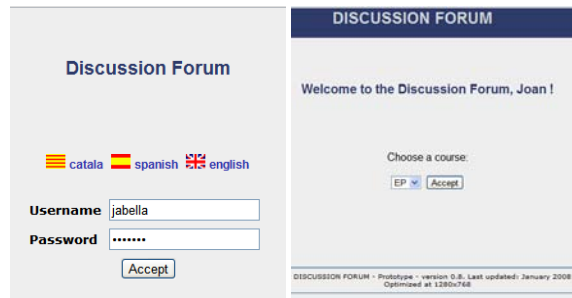 Discussion Forum
catala spanish english
Username jabella
Password •••••••
Accept
DISCUSSION FORUM
Welcome to the Discussion Forum, Joan !
Choose a course:
EP Accept
DISCUSSION FORUM - Prototype - version 0.8. Last updated: January 2008
Optimized at 1280x768